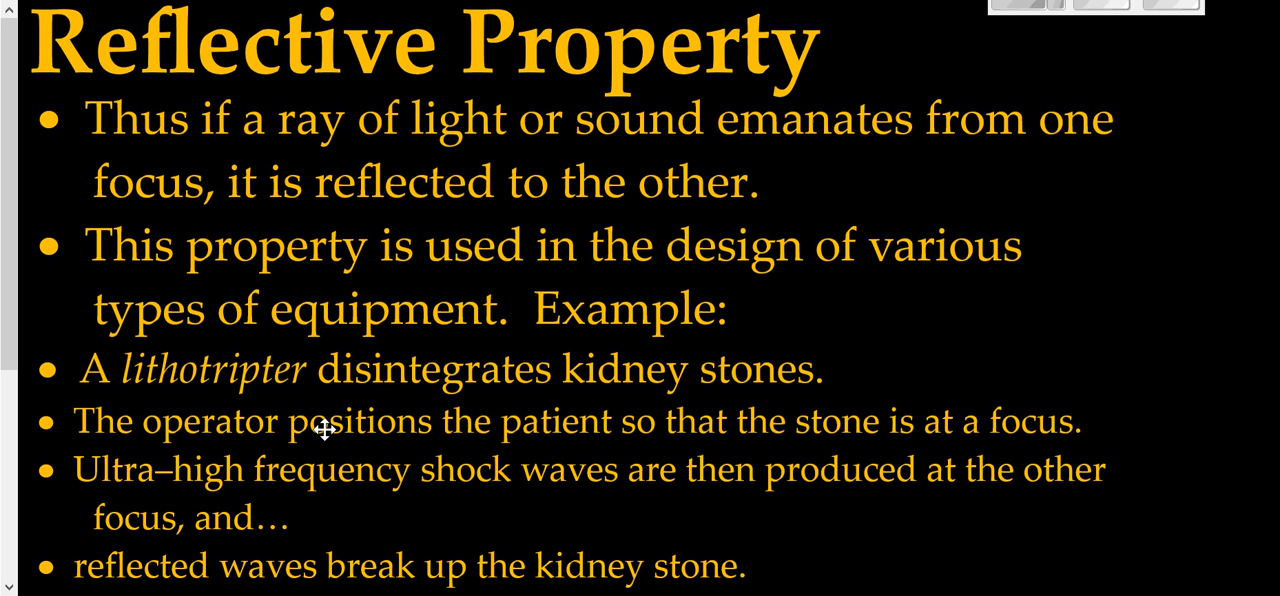 Reflective Property
• Thus if a ray of light or sound emanates from one
focus, it is reflected to the other.
• This property is used in the design of various
types of equipment.  Example:
• A lithotripter disintegrates kidney stones.
• The operator positions the patient so that the stone is at a focus.
• Ultra–high frequency shock waves are then produced at the other
focus, and…
• reflected waves break up the kidney stone.